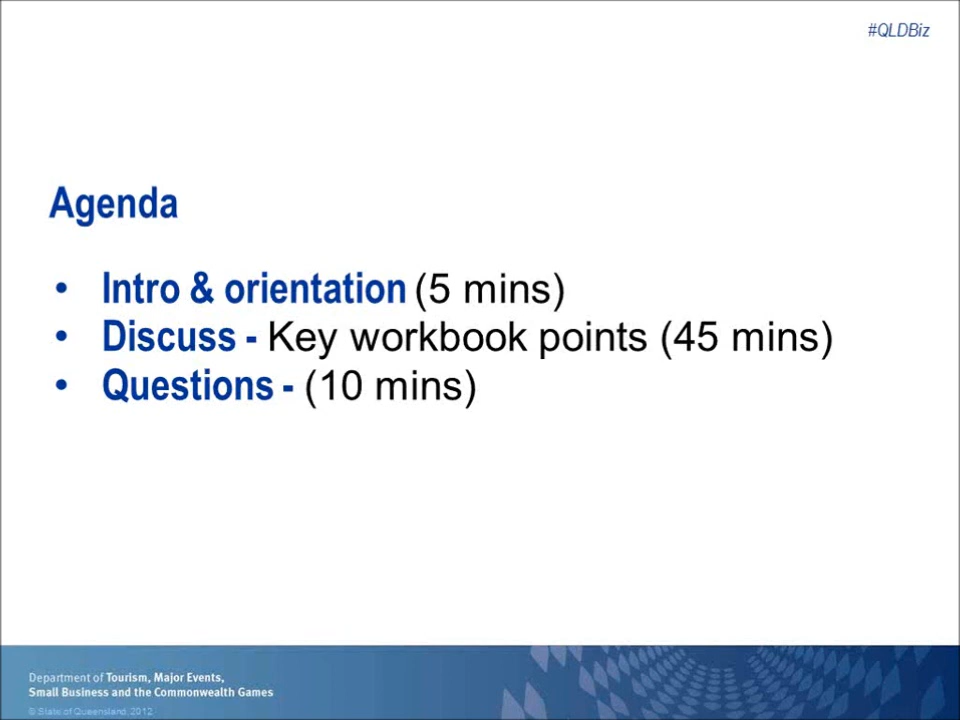 #QLDBiz
Agenda
• Intro & orientation (5 mins)
• Discuss - Key workbook points (45 mins)
• Questions - (10 mins)
Department of Tourism, Major Events,
Small Business and the Commonwealth Games
© State of Queensland, 2012